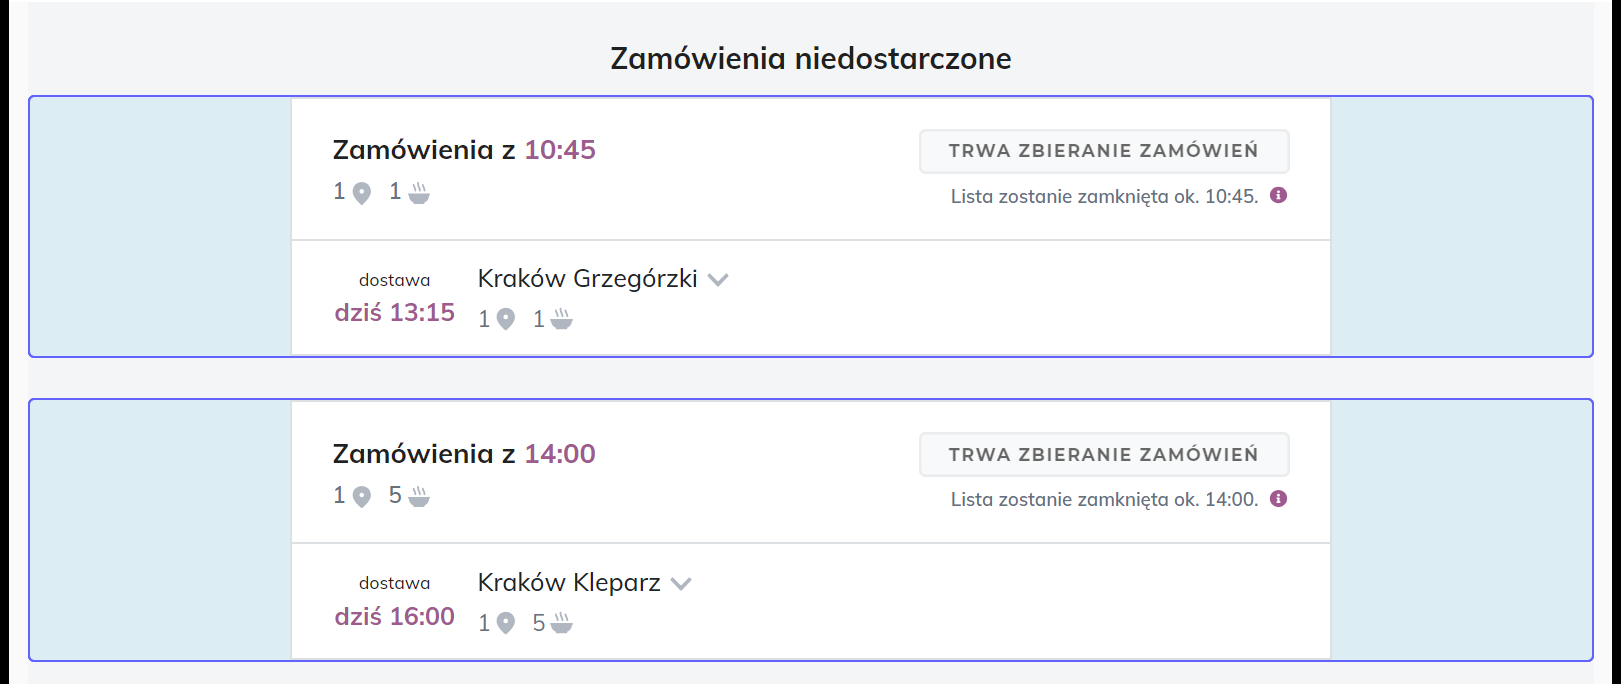 Zamówienia niedostarczone
Zamówienia z 10:45
TRWA ZBIERANIE ZAMÓWIEŃ
1 1
Lista zostanie zamknięta ok. 10:45.
dostawa
dziś 13:15
Kraków Grzegórzki
1 1
Zamówienia z 14:00
TRWA ZBIERANIE ZAMÓWIEŃ
1 5
Lista zostanie zamknięta ok. 14:00.
dostawa
dziś 16:00
Kraków Kleparz
1 5